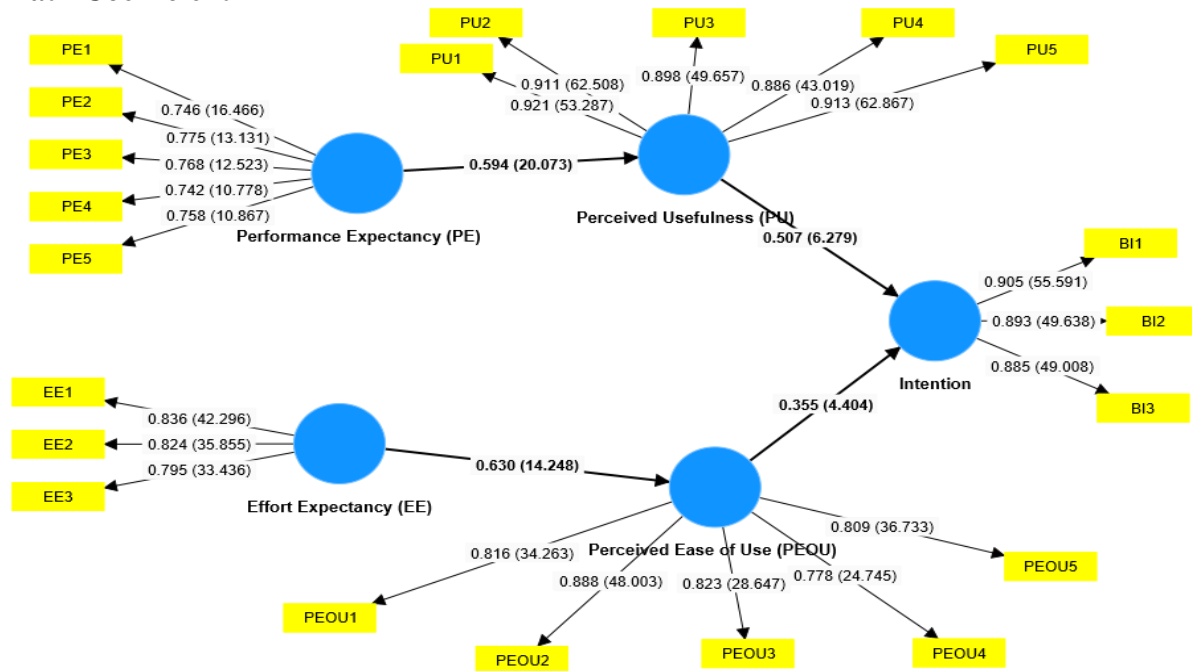 PE1
PE2
PE3
PE4
PE5
0.746 (16.466)
0.775 (13.131)
0.768 (12.523)
0.742 (10.778)
0.758 (10.867)
Performance Expectancy (PE)
0.594 (20.073)
PU1
PU2
PU3
PU4
PU5
0.921 (53.287)
0.911 (62.508)
0.898 (49.657)
0.886 (43.019)
0.913 (62.867)
Perceived Usefulness (PU)
0.507 (6.279)
BI1
BI2
BI3
0.905 (55.591)
0.893 (49.638)
0.885 (49.008)
Intention
0.355 (4.404)
EE1
EE2
EE3
0.836 (42.296)
0.824 (35.855)
0.795 (33.436)
Effort Expectancy (EE)
0.630 (14.248)
Perceived Ease of Use (PEOU)
0.816 (34.263)
0.888 (48.003)
0.823 (28.647)
0.778 (24.745)
0.809 (36.733)
PEOU1
PEOU2
PEOU3
PEOU4
PEOU5